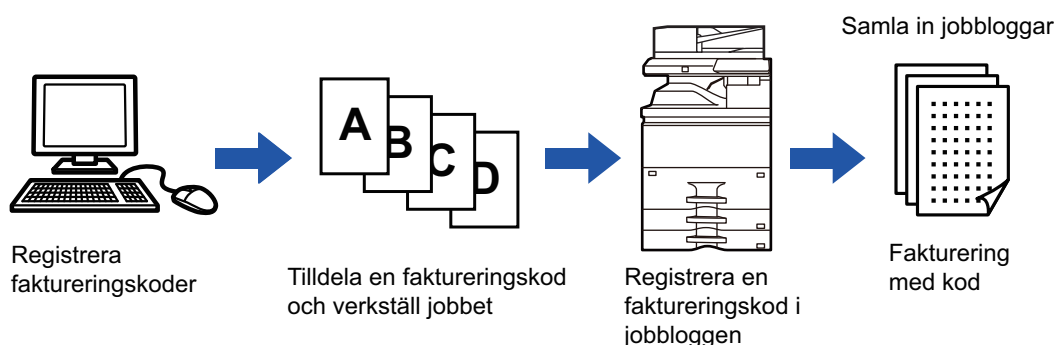 Samla in jobbloggar
A
B
C
D
Registrera
faktureringskoder
Tilldela en faktureringskod
och verkställ jobbet
Registrera en
faktureringskod i
jobbloggen
Fakturering
med kod